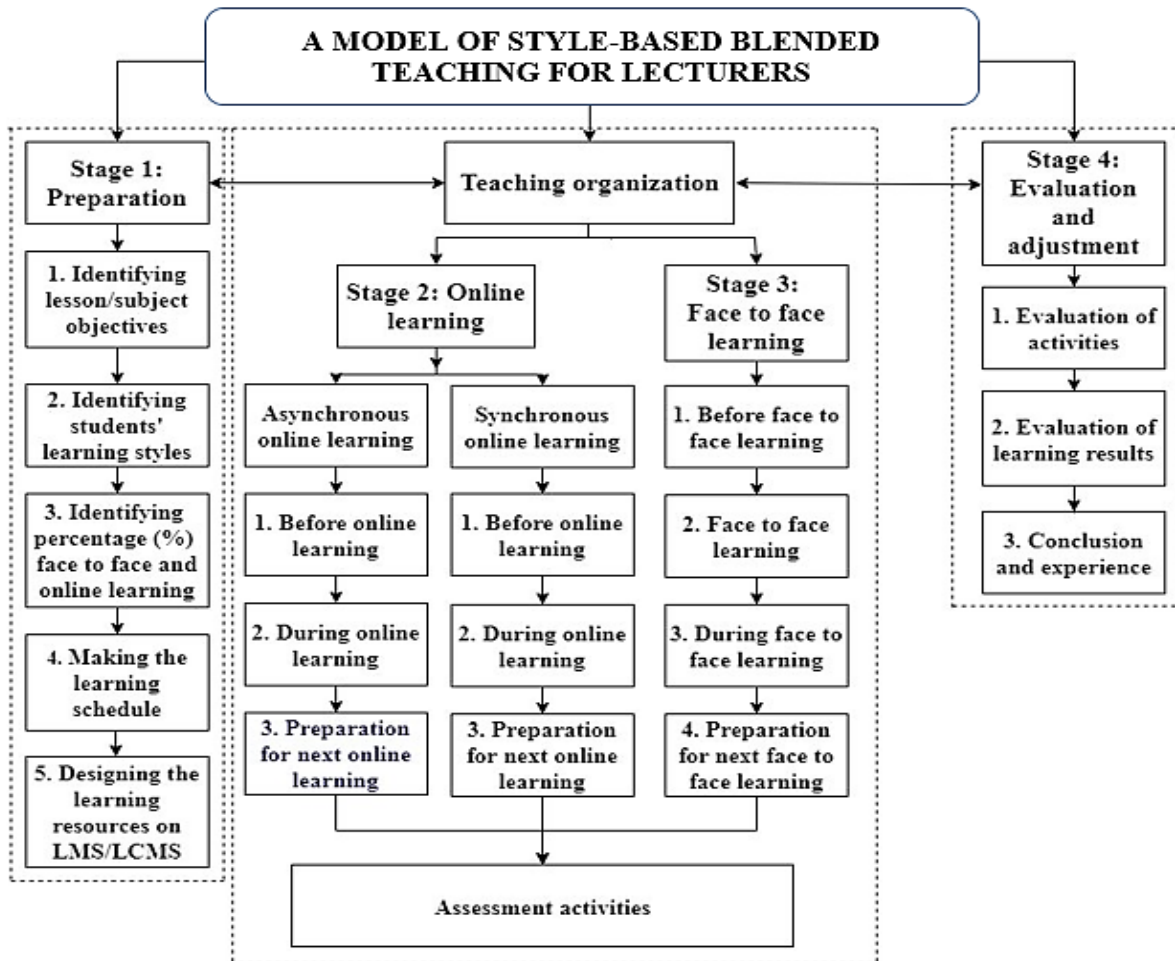 A MODEL OF STYLE-BASED BLENDED
TEACHING FOR LECTURERS
Stage 1:
Preparation
1. Identifying
lesson/subject
objectives
2. Identifying
students'
learning styles
3. Identifying
percentage (%)
face to face and
online learning
4. Making the
learning
schedule
5. Designing the
learning
resources on
LMS/LCMS
Teaching organization
Stage 2: Online
learning
Asynchronous
online learning
1. Before online
learning
2. During online
learning
3. Preparation
for next online
learning
Synchronous
online learning
1. Before online
learning
2. During online
learning
3. Preparation
for next online
learning
Stage 3:
Face to face
learning
1. Before face to
face learning
2. Face to face
learning
3. During face to
face learning
4. Preparation
for next face to
face learning
Assessment activities
Stage 4:
Evaluation
and
adjustment
1. Evaluation of
activities
2. Evaluation of
learning results
3. Conclusion
and experience